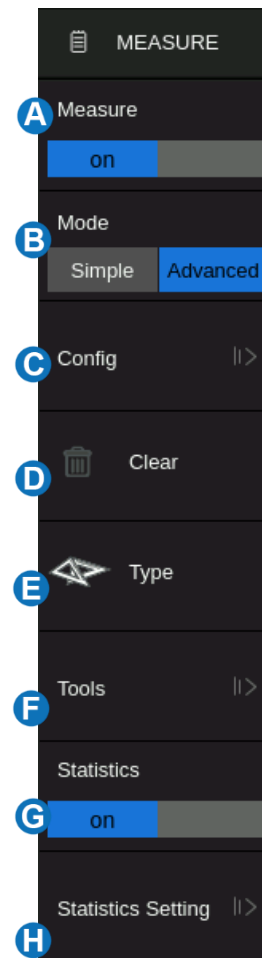 MEASURE
A
Measure
on
B
Mode
Simple Advanced
C
Config
D
Clear
E
Type
F
Tools
Statistics
G
on
H
Statistics Setting